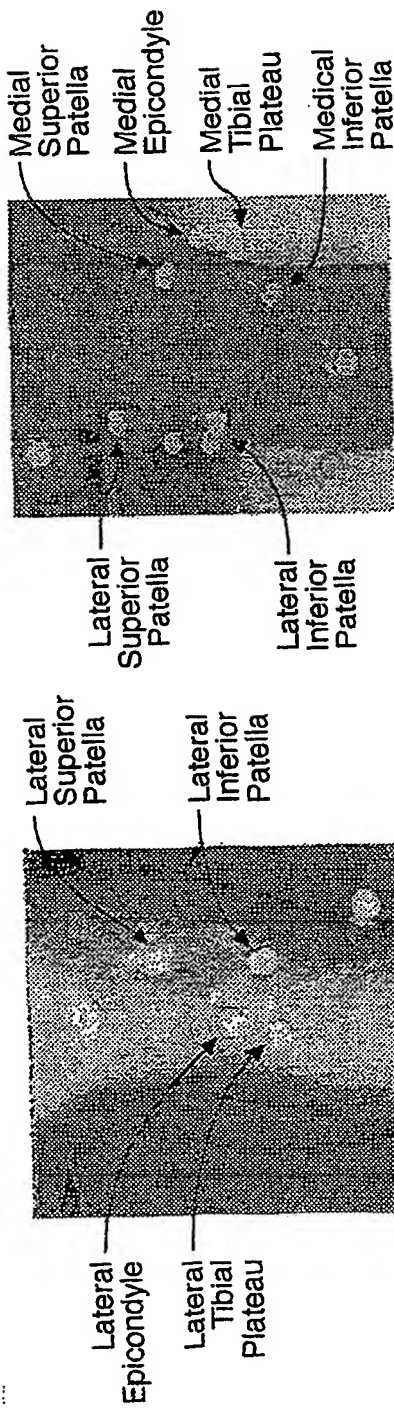 Lateral
Epicondyle
Lateral
Tibial
Plateau
Lateral
Superior
Patella
Lateral
Inferior
Patella
Lateral
Superior
Patella
Lateral
Inferior
Patella
Medial
Superior
Patella
Medial
Epicondyle
Medial
Tibial
Plateau
Medical
Inferior
Patella